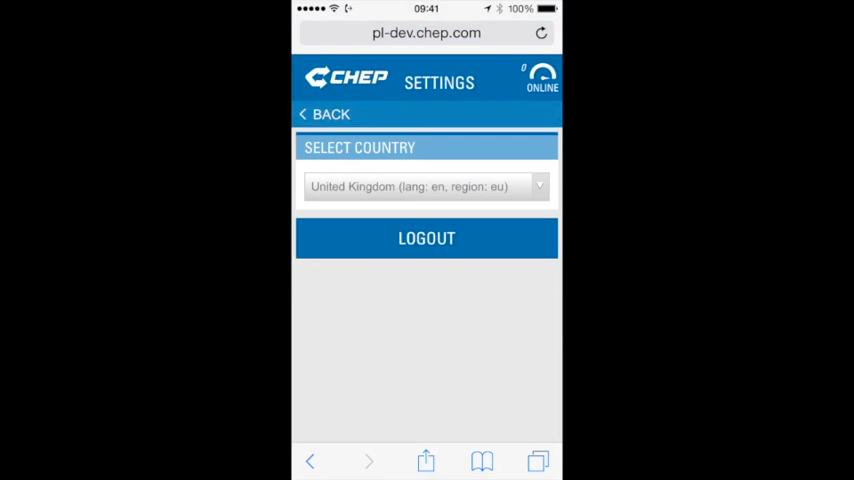 09:41
100%
pl-dev.chep.com
CHEP
SETTINGS
0
ONLINE
BACK
SELECT COUNTRY
United Kingdom (lang: en, region: eu)
LOGOUT